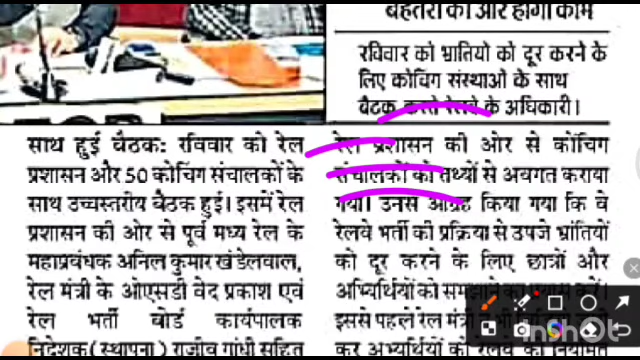 बेहतरी की ओर होगा काम
रविवार को भ्रातियो को दूर करने के
लिए कोचिग संस्थाओ के साथ
बैठक करते रेलवे के अधिकारी।
साथ हुई बैठक: रविवार को रेल
प्रशासन और 50 कोचिंग संचालकों के
साथ उच्चस्तरीय बैठक हुई। इसमें रेल
प्रशासन की ओर से पूर्व मध्य रेल के
महाप्रबंधक अनिल कुमार खंडेलवाल,
रेल मंत्री के ओएसडी वेद प्रकाश एवं
रेल भर्ती बोर्ड कार्यपालक
निदेशक (स्थापना) राजीव गांधी सहित
रेल प्रशासन की ओर से कोचिंग
संचालकों को तथ्यों से अवगत कराया
गया। उनसे आग्रह किया गया कि वे
रेलवे भर्ती की प्रक्रिया से उपजे भ्रांतियों
को दूर करने के लिए छात्रों और
अभ्यर्थियों को समझाने का
इससे पहले रेल मंत्री
कर अभ्यर्थियों को रेलवे के
InShot